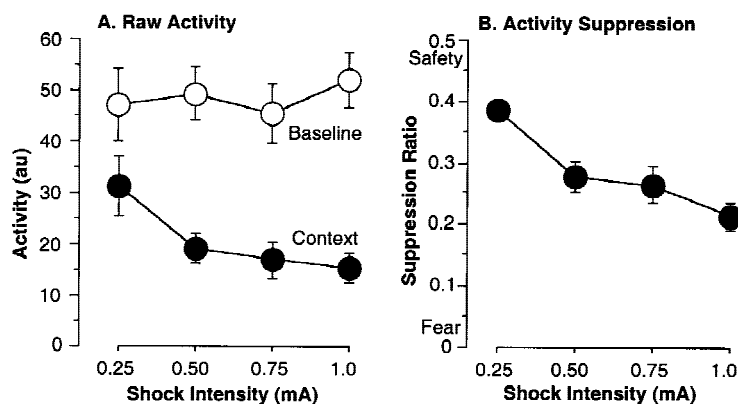 A. Raw Activity
60
50
40
30
20
10
0
Activity (au)
Baseline
Context
0.25 0.50 0.75 1.0
Shock Intensity (mA)
B. Activity Suppression
0.5
Safety
0.4
0.3
0.2
0.1
Fear
0
Suppression Ratio
0.25 0.50 0.75 1.0
Shock Intensity (mA)